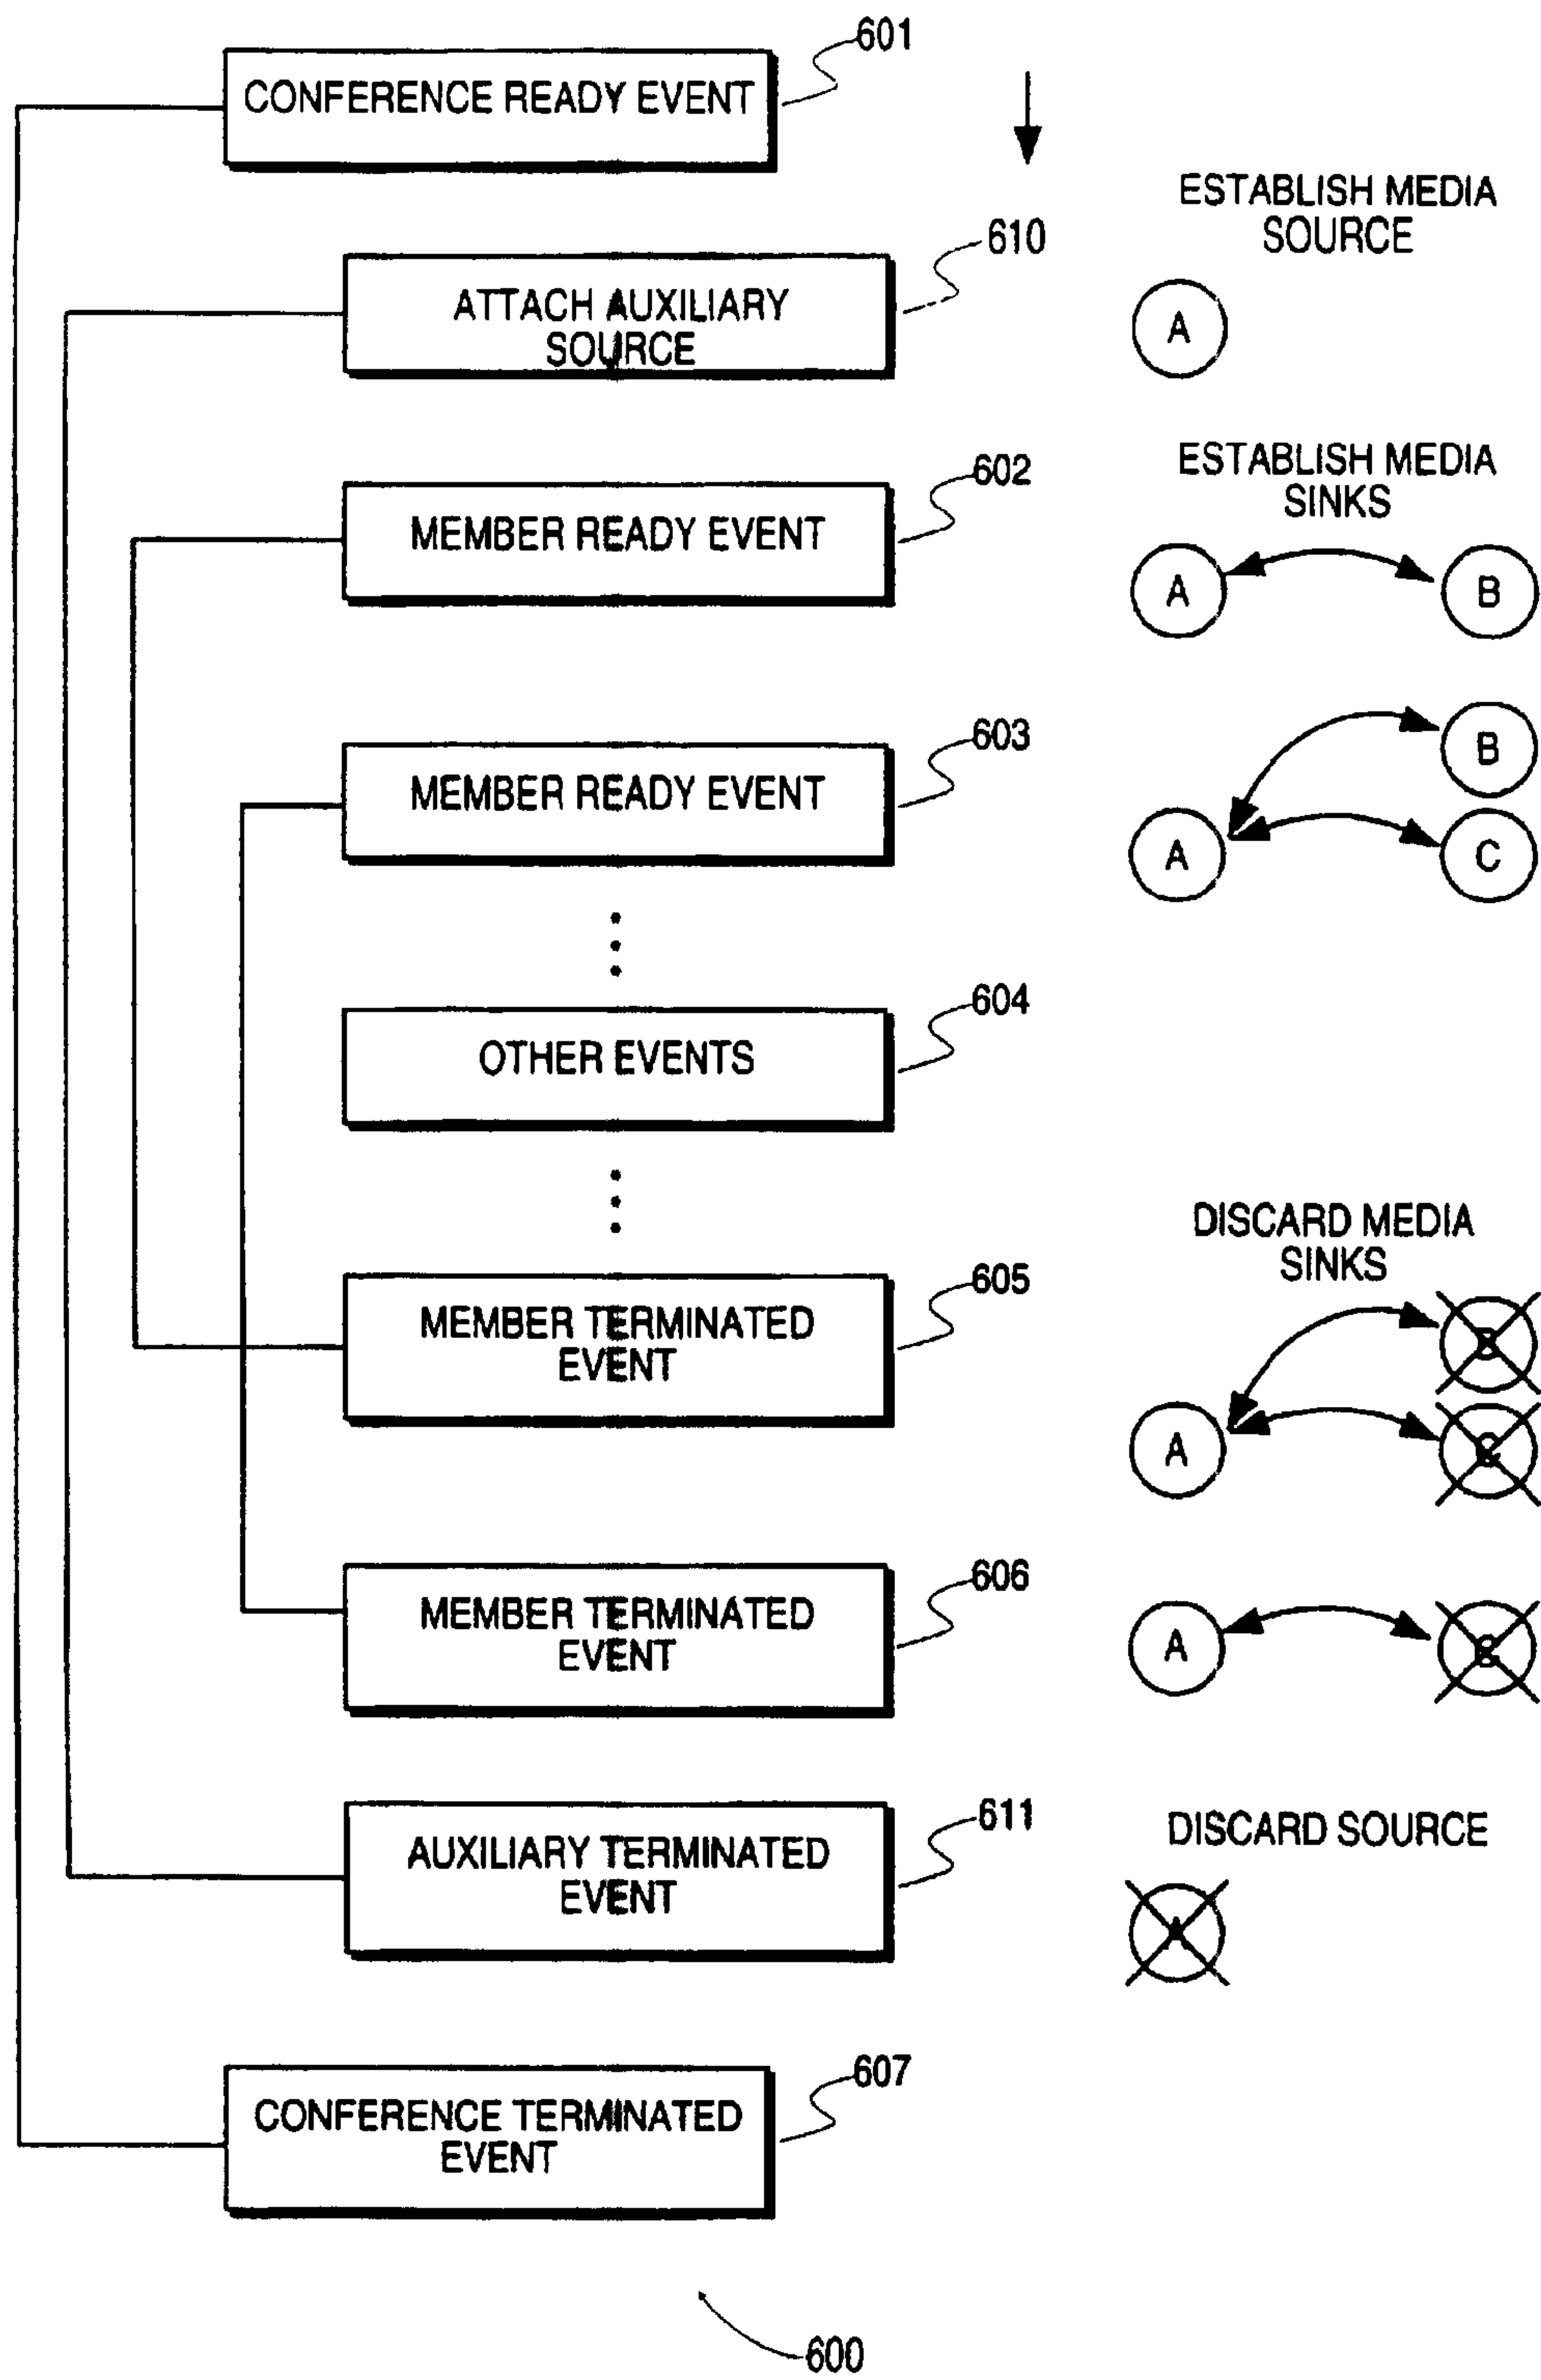 601
CONFERENCE READY EVENT
ESTABLISH MEDIA
SOURCE
610
ATTACH AUXILIARY
SOURCE
A
602
ESTABLISH MEDIA
SINKS
MEMBER READY EVENT
A
B
603
MEMBER READY EVENT
B
A
C
604
OTHER EVENTS
DISCARD MEDIA
SINKS
605
MEMBER TERMINATED
EVENT
B
A
C
606
MEMBER TERMINATED
EVENT
A
C
611
DISCARD SOURCE
AUXILIARY TERMINATED
EVENT
A
607
CONFERENCE TERMINATED
EVENT
600